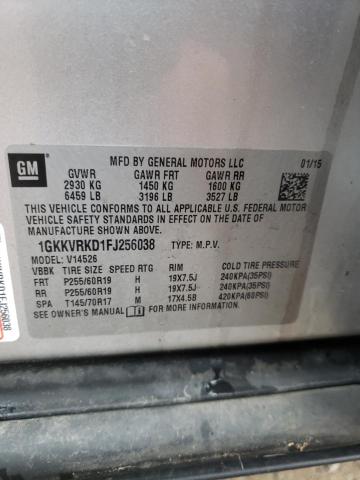 GM
MFD BY GENERAL MOTORS LLC 01/15
GVWR GAWR FRT GAWR RR
2930 KG 1450 KG 1600 KG
6459 LB 3196 LB 3527 LB
THIS VEHICLE CONFORMS TO ALL APPLICABLE U.S. FEDERAL MOTOR
VEHICLE SAFETY STANDARDS IN EFFECT ON THE DATE OF
MANUFACTURE SHOWN ABOVE.
1GKKVRKD1FJ256038 TYPE: M.P.V.
MODEL: V14526
VBBK TIRE SIZE SPEED RTG RIM COLD TIRE PRESSURE
FRT P255/60R19 H 19X7.5J 240KPA(35PSI)
RR P255/60R19 H 19X7.5J 240KPA(35PSI)
SPA T145/70R17 M 17X4.5B 420KPA(60PSI)
SEE OWNER'S MANUAL FOR MORE INFORMATION.